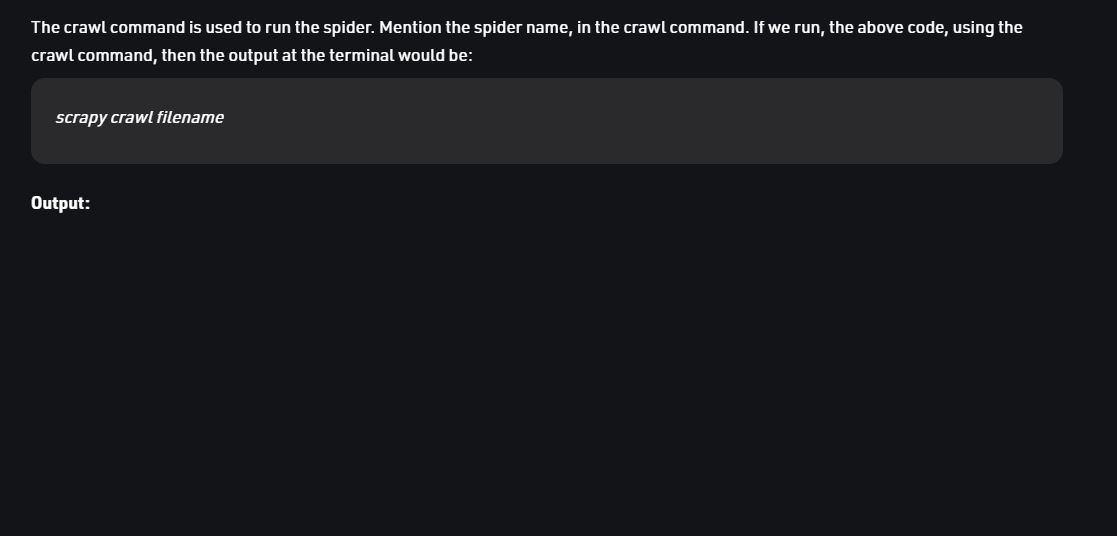 The crawl command is used to run the spider. Mention the spider name, in the crawl command. If we run, the above code, using the
crawl command, then the output at the terminal would be:
scrapy crawl filename
Output: